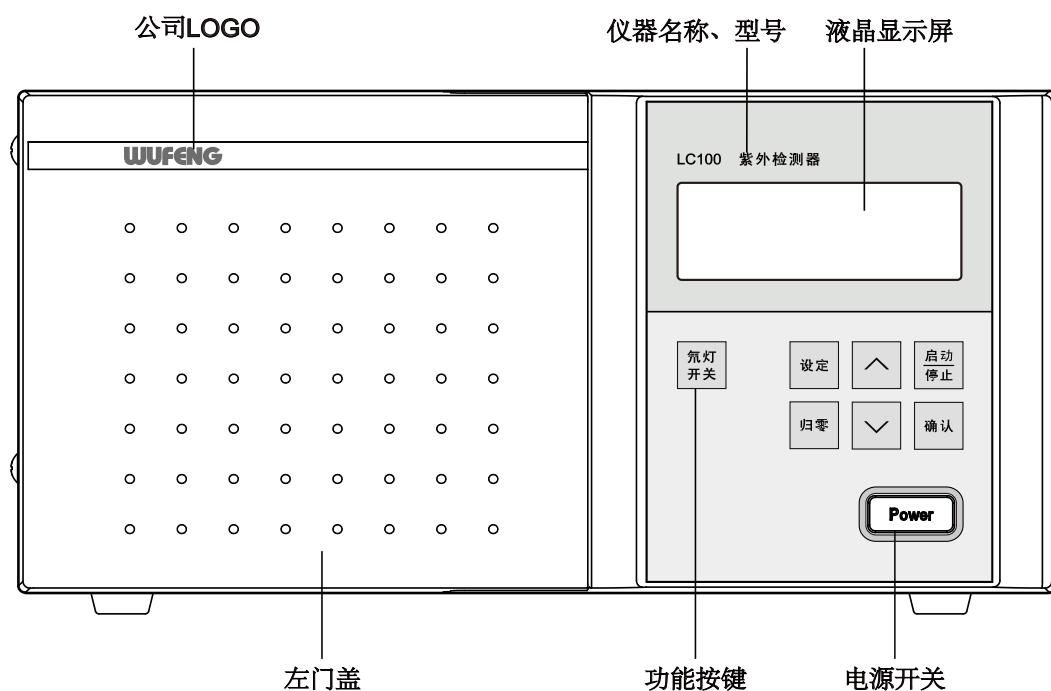 公司LOGO
仪器名称、型号
液晶显示屏
WUFENG
LC100 紫外检测器
氘灯
开关
设定
启动
停止
归零
确认
Power
左门盖
功能按键
电源开关